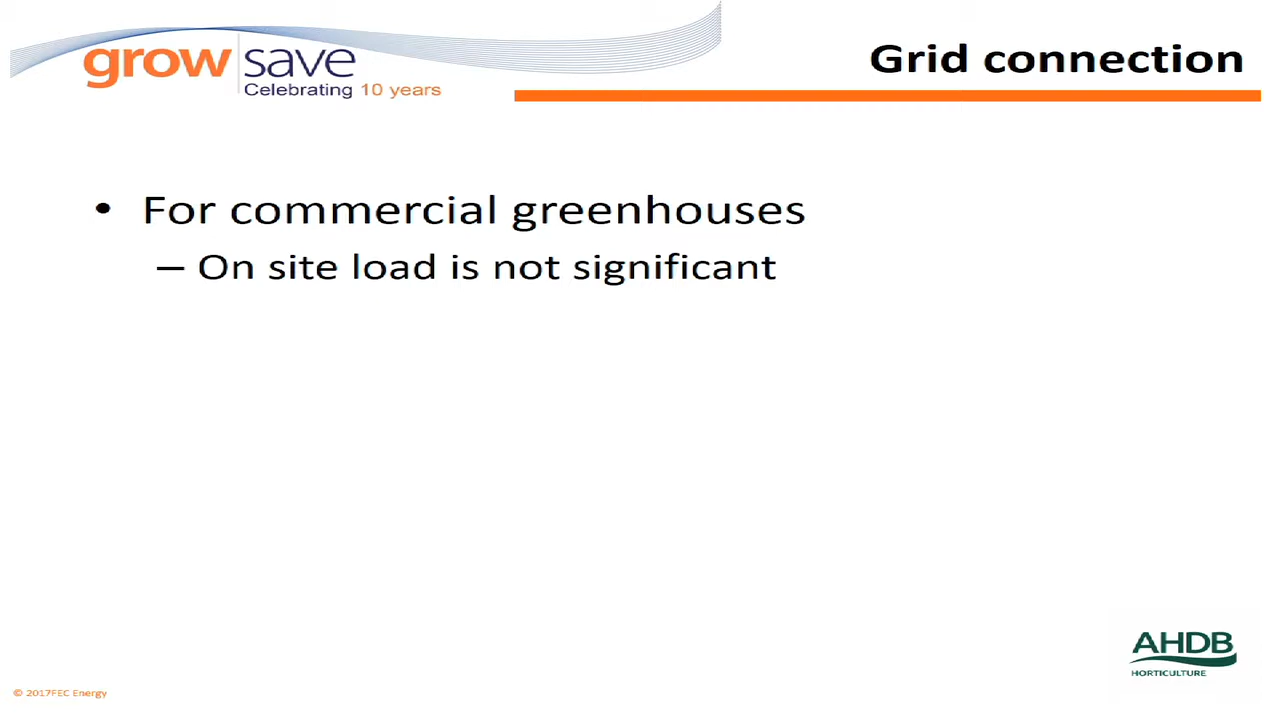 grow save
Grid connection
Celebrating 10 years
• For commercial greenhouses
– On site load is not significant
AHDB
HORTICULTURE
© 2017FEC Energy